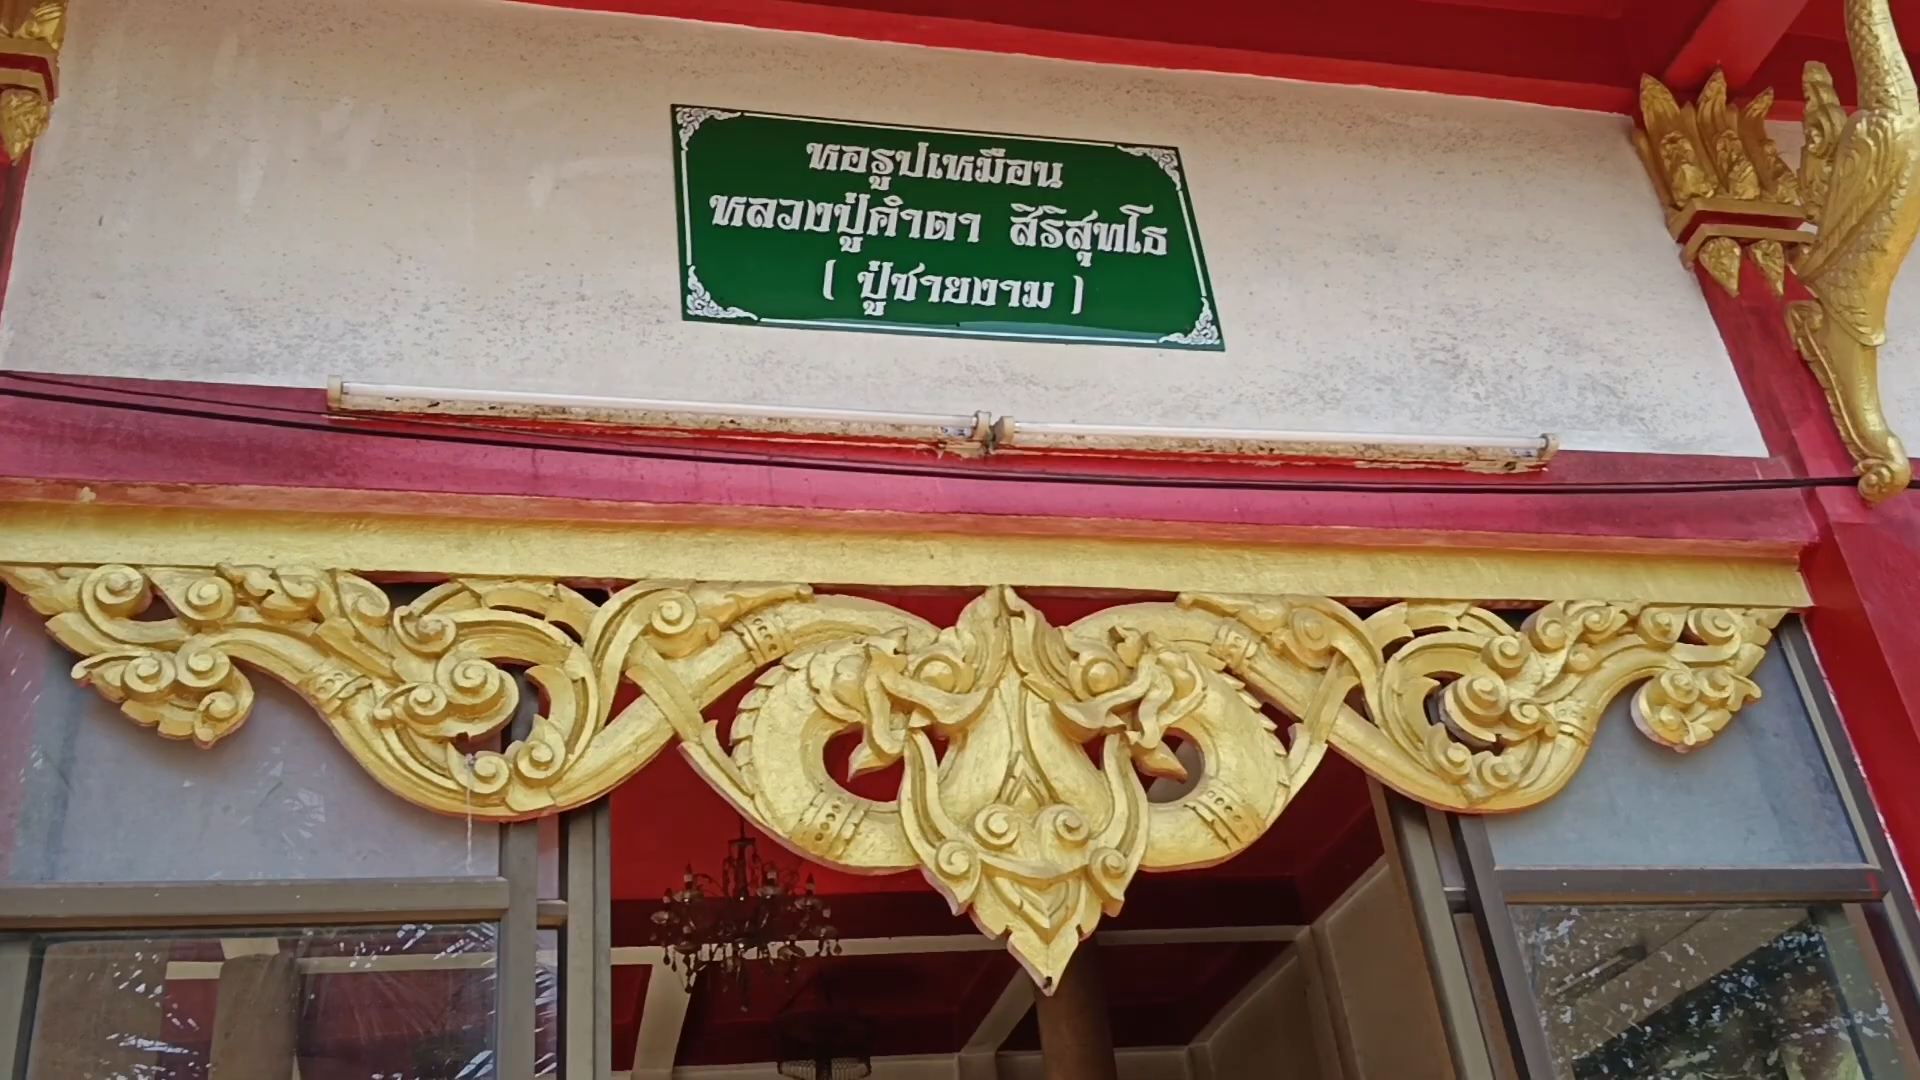 หอรูปเหมือน
หลวงปู่คำตา สิริสุทโธ
( ปู่ชายงาม )